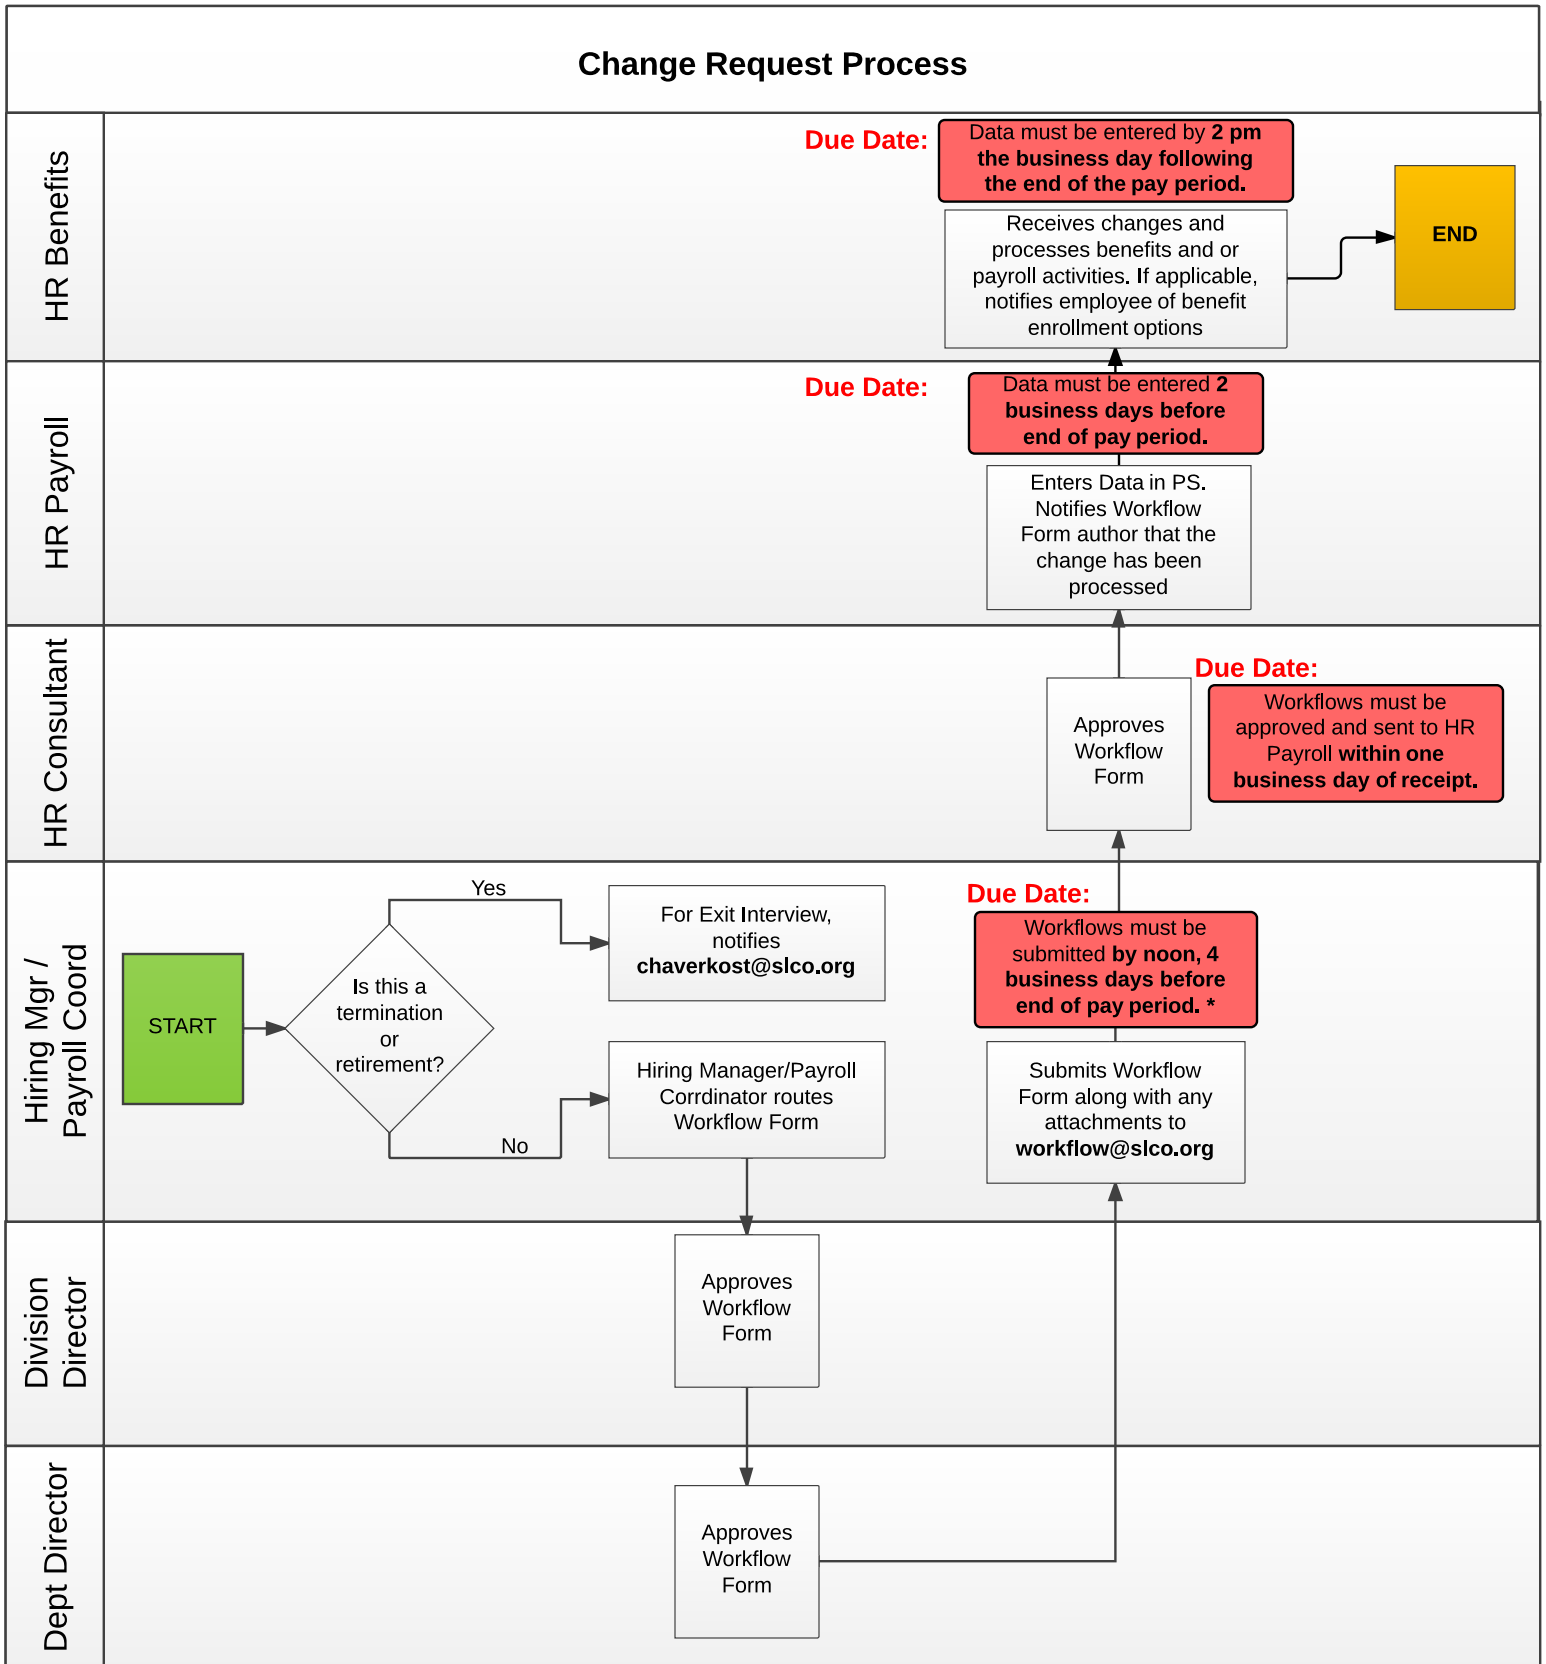 Change Request Process
HR Benefits
Due Date:
Data must be entered by 2 pm
the business day following
the end of the pay period.
Receives changes and
processes benefits and or
payroll activities. If applicable,
notifies employee of benefit
enrollment options
END
HR Payroll
Due Date:
Data must be entered 2
business days before
end of pay period.
Enters Data in PS.
Notifies Workflow
Form author that the
change has been
processed
HR Consultant
Approves
Workflow
Form
Due Date:
Workflows must be
approved and sent to HR
Payroll within one
business day of receipt.
Hiring Mgr /
Payroll Coord
START
Is this a
termination
or
retirement?
Yes
For Exit Interview,
notifies
chaverkost@slco.org
No
Hiring Manager/Payroll
Corrdinator routes
Workflow Form
Due Date:
Workflows must be
submitted by noon, 4
business days before
end of pay period. *
Submits Workflow
Form along with any
attachments to
workflow@slco.org
Division
Director
Approves
Workflow
Form
Dept Director
Approves
Workflow
Form